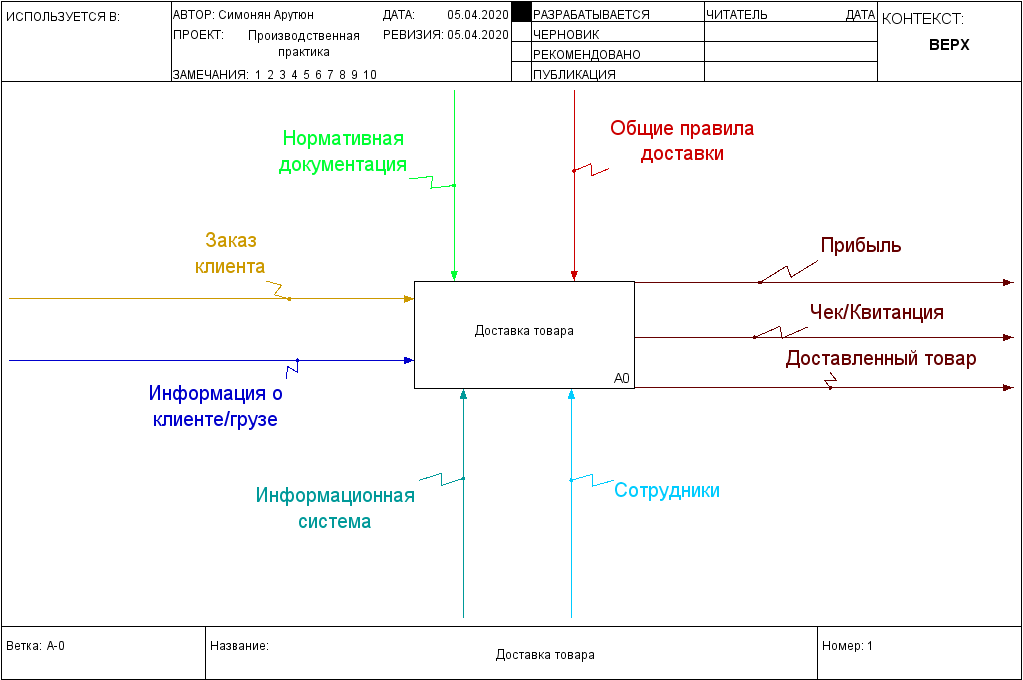 ИСПОЛЬЗУЕТСЯ В:
АВТОР: Симонян Арутюн
ДАТА: 05.04.2020
ПРОЕКТ: Производственная
практика
РЕВИЗИЯ: 05.04.2020
ЗАМЕЧАНИЯ: 1 2 3 4 5 6 7 8 9 10
РАЗРАБАТЫВАЕТСЯ
ЧЕРНОВИК
РЕКОМЕНДОВАНО
ПУБЛИКАЦИЯ
ЧИТАТЕЛЬ
ДАТА
КОНТЕКСТ:
ВЕРХ
Нормативная
документация
Общие правила
доставки
Заказ
клиента
Прибыль
Чек/Квитанция
Доставка товара
Доставленный товар
A0
Информация о
клиенте/грузе
Информационная
система
Сотрудники
Ветка: A-0
Название:
Доставка товара
Номер: 1